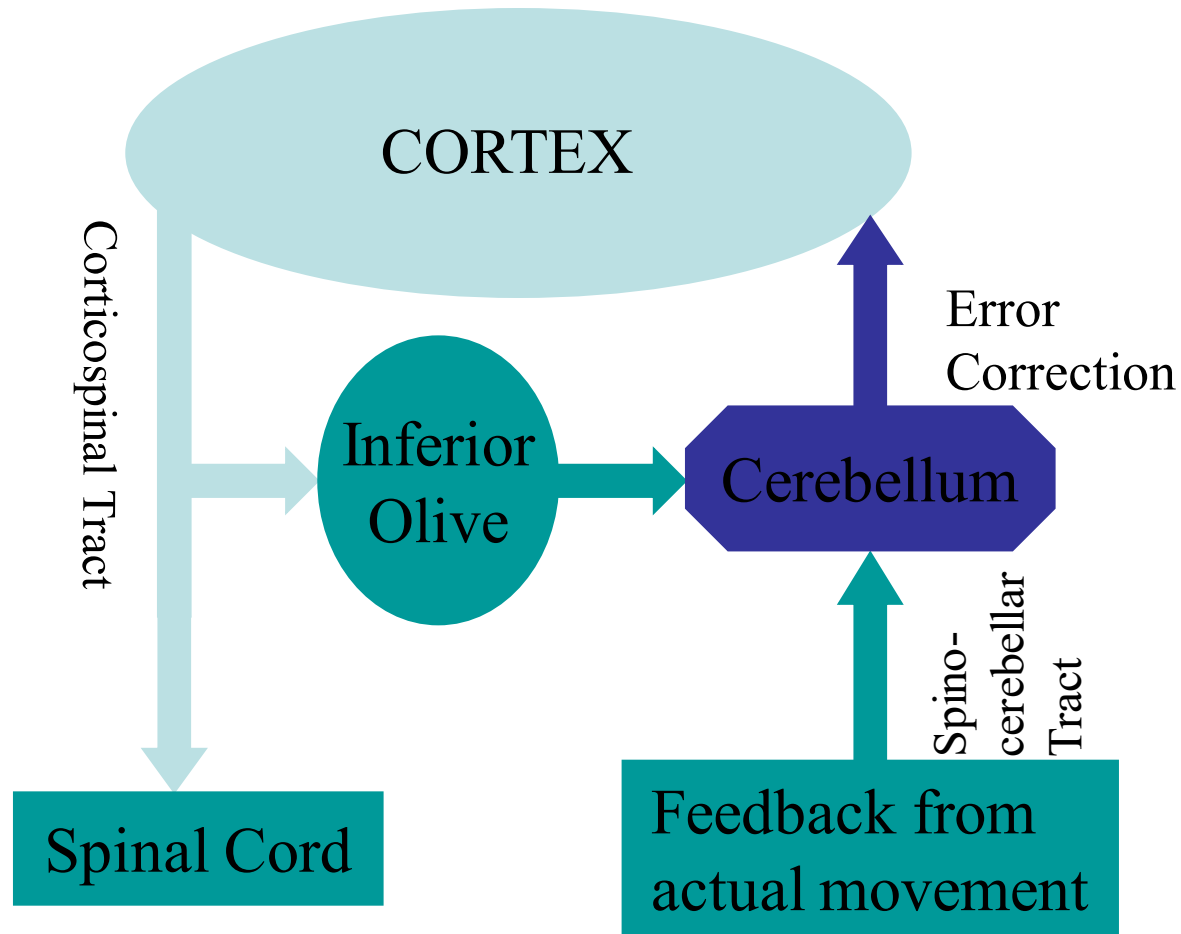 CORTEX
Corticospinal Tract
Error
Correction
Inferior
Olive
Cerebellum
Spino-
cerebellar
Tract
Spinal Cord
Feedback from
actual movement